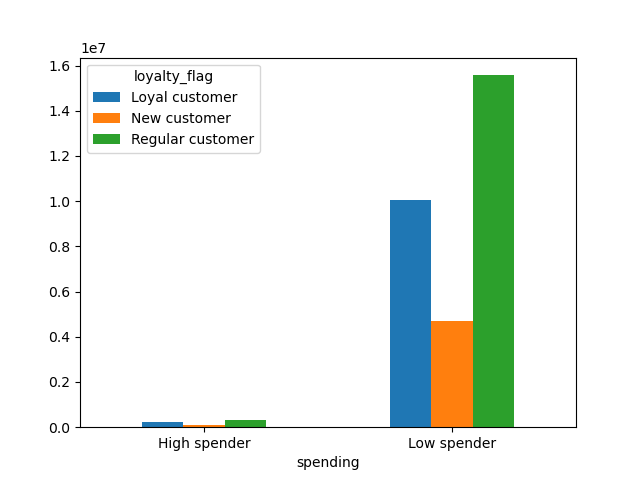 1e7
loyalty_flag
Loyal customer
New customer
Regular customer
1.6
1.4
1.2
1.0
0.8
0.6
0.4
0.2
0.0
High spender
Low spender
spending